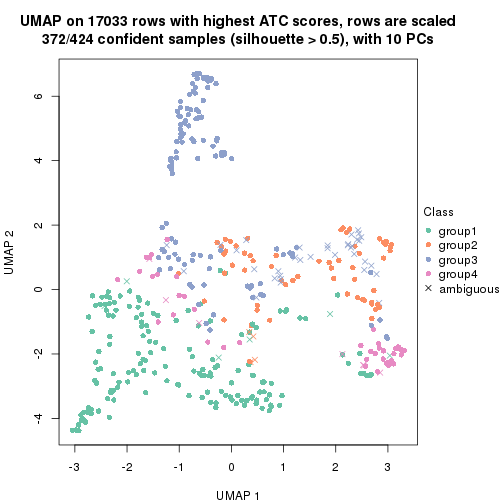 UMAP on 17033 rows with highest ATC scores, rows are scaled
372/424 confident samples (silhouette > 0.5), with 10 PCs
6
4
2
0
-2
-4
UMAP 2
-3
-2
-1
0
1
2
3
UMAP 1
Class
group1
group2
group3
group4
ambiguous